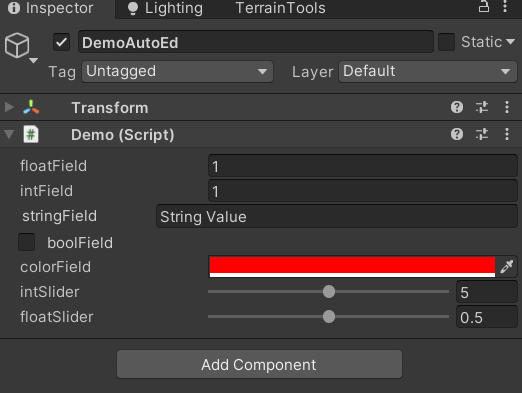 Inspector Lighting TerrainTools
DemoAutoEd Static
Tag Untagged Layer Default
Transform
# Demo (Script)
floatField 1
intField 1
stringField String Value
boolField
colorField
intSlider 5
floatSlider 0.5
Add Component